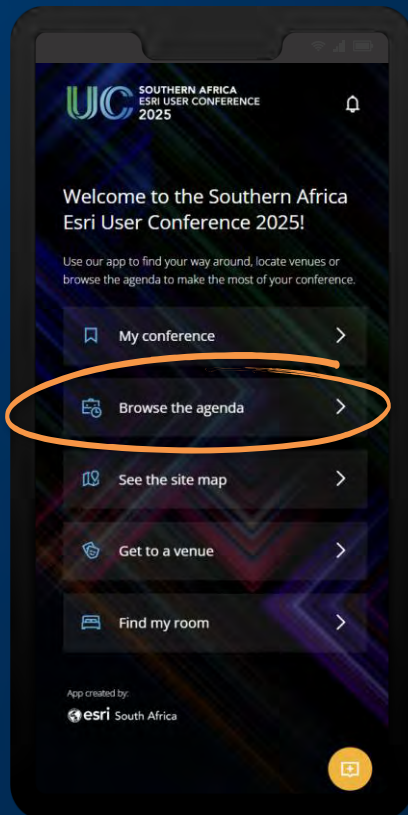 UC SOUTHERN AFRICA
ESRI USER CONFERENCE
2025
Welcome to the Southern Africa
Esri User Conference 2025!
Use our app to find your way around, locate venues or
browse the agenda to make the most of your conference.
My conference
Browse the agenda
See the site map
Get to a venue
Find my room
App created by:
esri South Africa